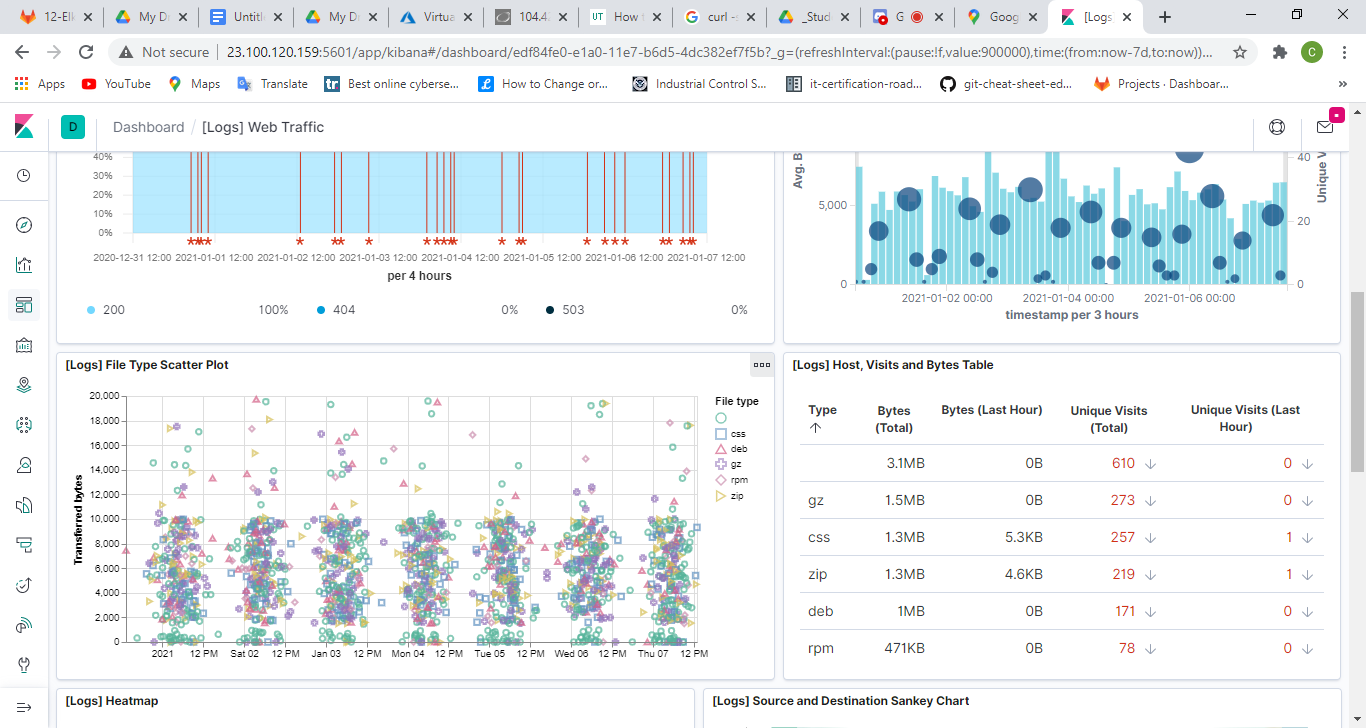 12-Elk
My Dr
Untitl
My Dr
Virtua
104.43
UT How t
curl -s
_Stud
G
Goog
[Logs]
Not secure 23.100.120.159:5601/app/kibana#/dashboard/edf84fe0-e1a0-11e7-b6d5-4dc382ef7f5b?_g=(refreshInterval:(pause:!f,value:900000),time:(from:now-7d,to:now))...
C
Apps YouTube Maps Translate tr Best online cyberse... How to Change or... Industrial Control S... it-certification-road... git-cheat-sheet-ed... Projects · Dashboar... »
D Dashboard / [Logs] Web Traffic
40%
30%
20%
10%
0%
2020-12-31 12:00 2021-01-01 12:00 2021-01-02 12:00 2021-01-03 12:00 2021-01-04 12:00 2021-01-05 12:00 2021-01-06 12:00 2021-01-07 12:00
per 4 hours
200 100% 404 0% 503 0%
Avg. B
5,000
0
40
20
0
Unique V
2021-01-02 00:00 2021-01-04 00:00 2021-01-06 00:00
timestamp per 3 hours
[Logs] File Type Scatter Plot
Transferred bytes
20,000
18,000
16,000
14,000
12,000
10,000
8,000
6,000
4,000
2,000
0
2021 12 PM Sat 02 12 PM Jan 03 12 PM Mon 04 12 PM Tue 05 12 PM Wed 06 12 PM Thu 07 12 PM
File type
css
deb
gz
rpm
zip
[Logs] Host, Visits and Bytes Table
Type ↑ Bytes (Total) Bytes (Last Hour) Unique Visits (Total) Unique Visits (Last Hour)
3.1MB 0B 610 ↓ 0 ↓
gz 1.5MB 0B 273 ↓ 0 ↓
css 1.3MB 5.3KB 257 ↓ 1 ↓
zip 1.3MB 4.6KB 219 ↓ 1 ↓
deb 1MB 0B 171 ↓ 0 ↓
rpm 471KB 0B 78 ↓ 0 ↓
[Logs] Heatmap
[Logs] Source and Destination Sankey Chart